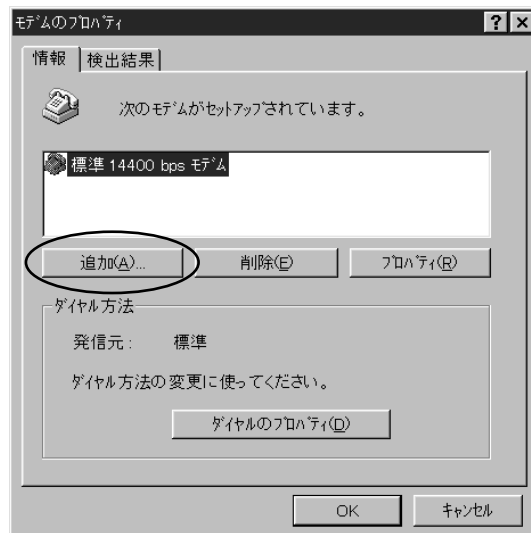 ﾓﾃﾞﾑのﾌﾟﾛﾊﾟﾃｨ
情報 検出結果
次のﾓﾃﾞﾑがｾｯﾄｱｯﾌﾟされています。
標準 14400 bps ﾓﾃﾞﾑ
追加(A)... 削除(E) ﾌﾟﾛﾊﾟﾃｨ(R)
ﾀﾞｲﾔﾙ方法
発信元： 標準
ﾀﾞｲﾔﾙ方法の変更に使ってください。
ﾀﾞｲﾔﾙのﾌﾟﾛﾊﾟﾃｨ(D)
OK ｷｬﾝｾﾙ